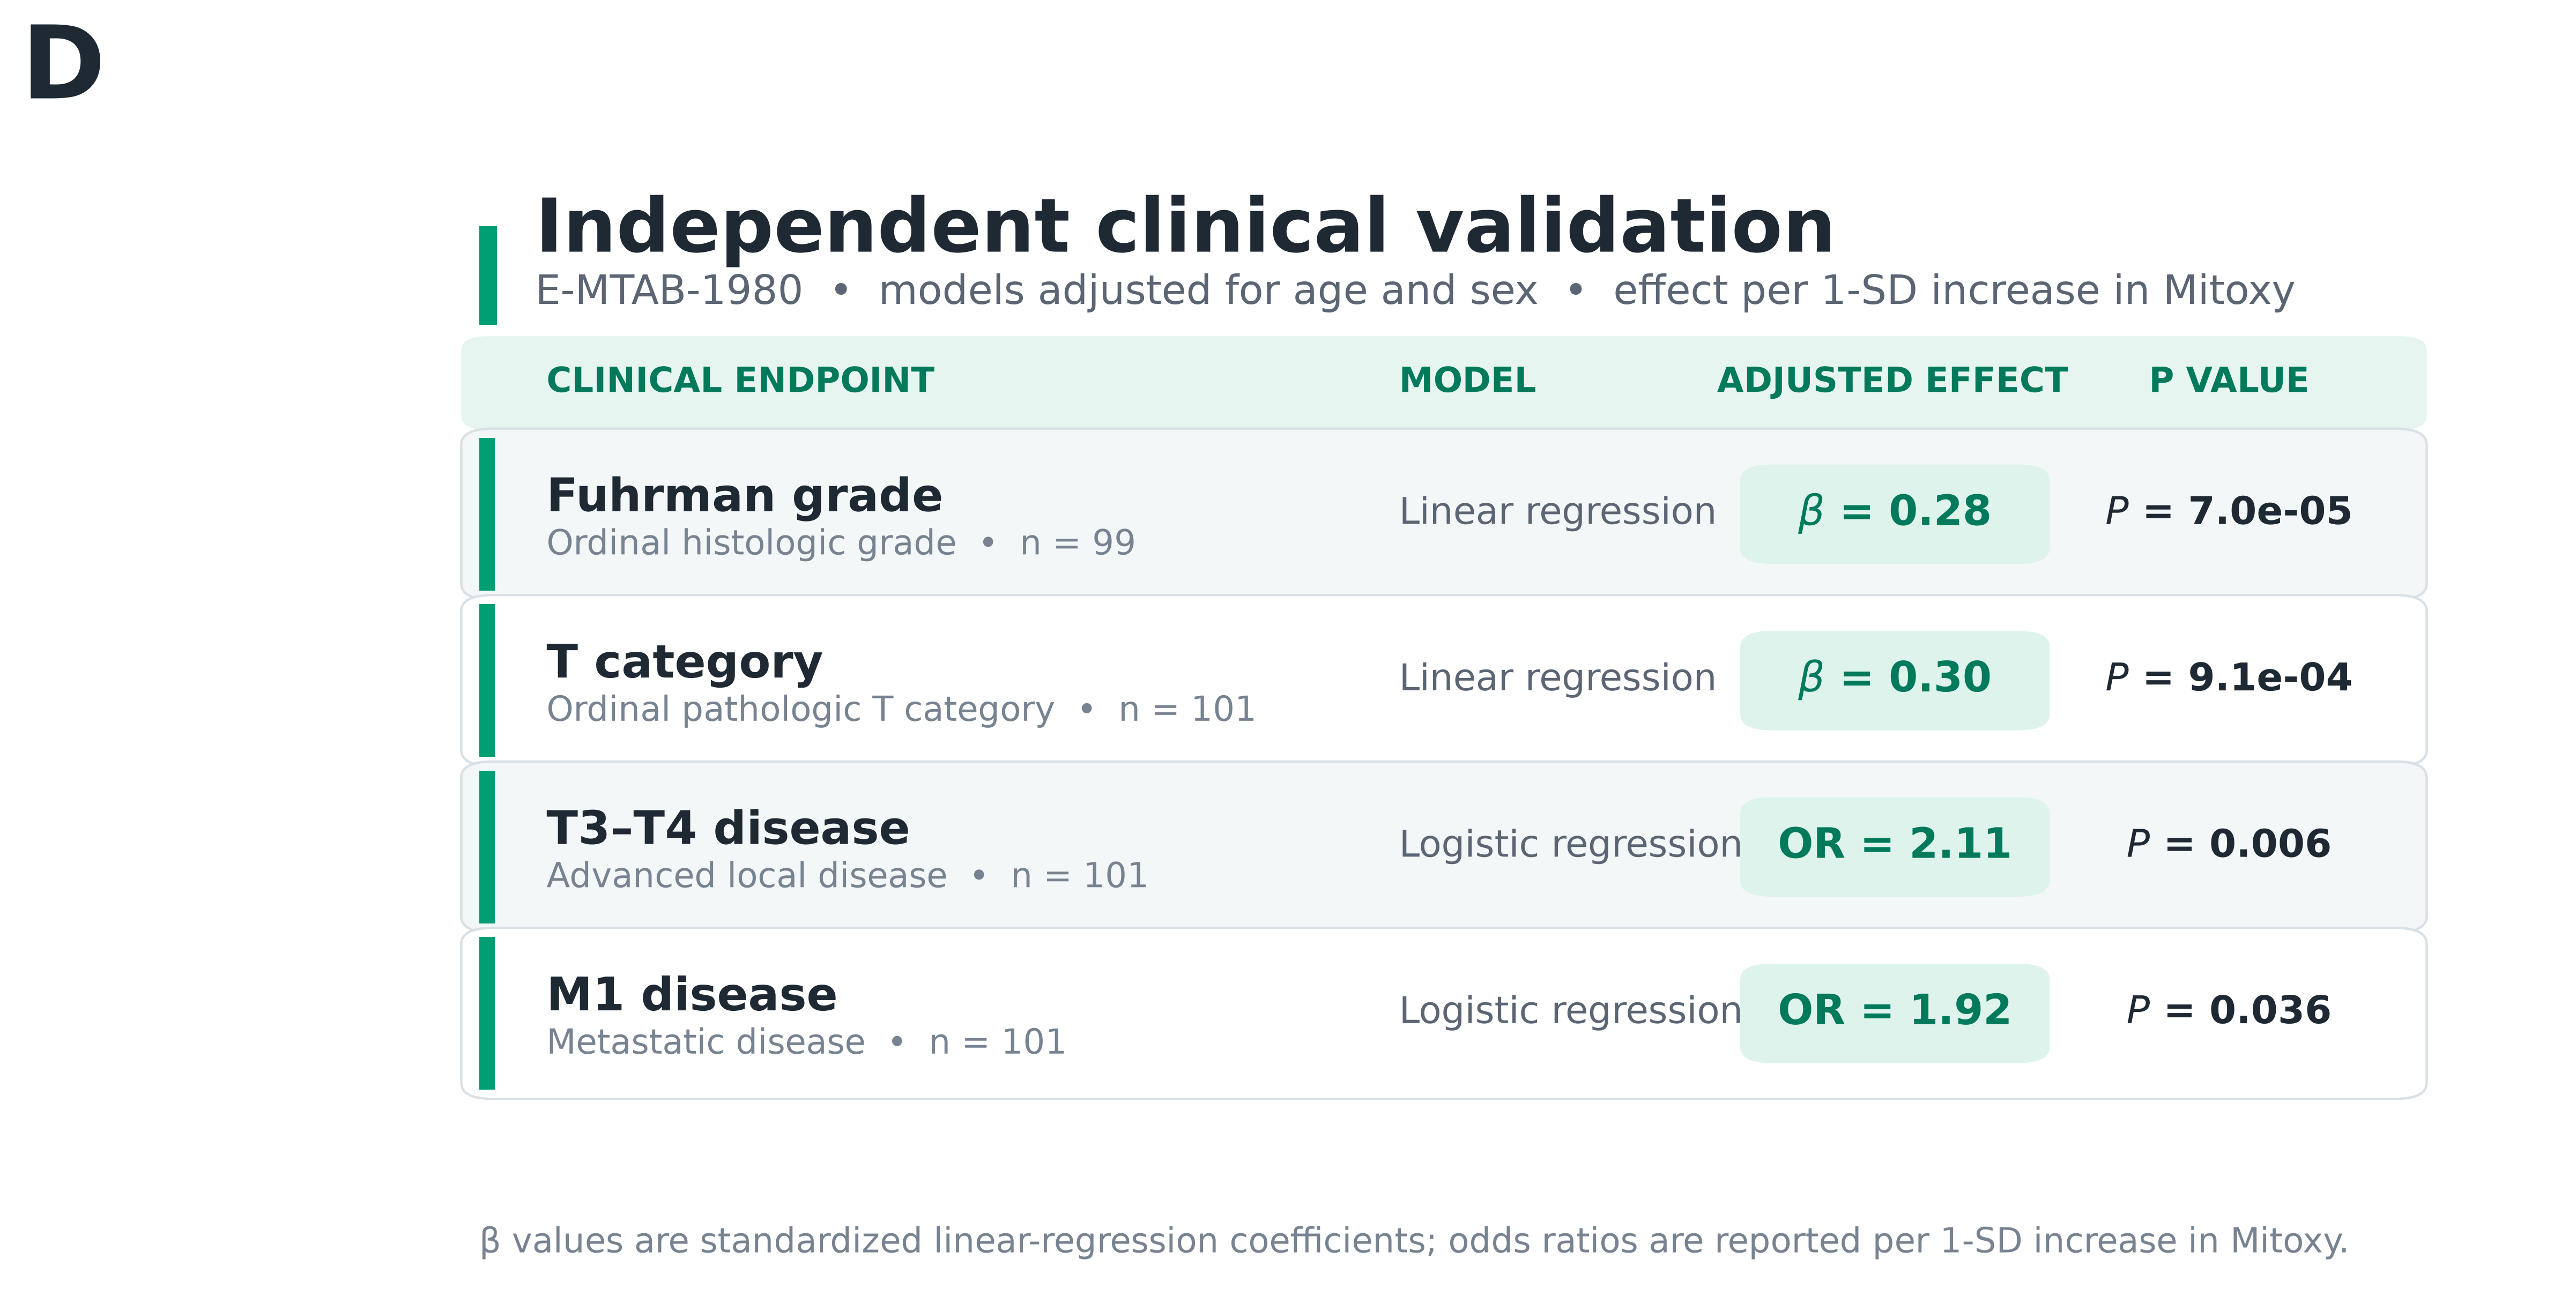 D
Independent clinical validation
E-MTAB-1980 • models adjusted for age and sex • effect per 1-SD increase in Mitoxy
CLINICAL ENDPOINT MODEL ADJUSTED EFFECT P VALUE
Fuhrman grade
Ordinal histologic grade • n = 99
Linear regression β = 0.28 P = 7.0e-05
T category
Ordinal pathologic T category • n = 101
Linear regression β = 0.30 P = 9.1e-04
T3–T4 disease
Advanced local disease • n = 101
Logistic regression OR = 2.11 P = 0.006
M1 disease
Metastatic disease • n = 101
Logistic regression OR = 1.92 P = 0.036
β values are standardized linear-regression coefficients; odds ratios are reported per 1-SD increase in Mitoxy.